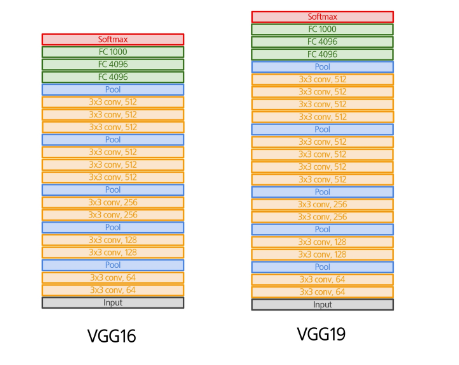 Softmax
FC 1000
FC 4096
FC 4096
Pool
3x3 conv, 512
3x3 conv, 512
3x3 conv, 512
Pool
3x3 conv, 512
3x3 conv, 512
3x3 conv, 512
Pool
3x3 conv, 256
3x3 conv, 256
Pool
3x3 conv, 128
3x3 conv, 128
Pool
3x3 conv, 64
3x3 conv, 64
Input
VGG16
Softmax
FC 1000
FC 4096
FC 4096
Pool
3x3 conv, 512
3x3 conv, 512
3x3 conv, 512
3x3 conv, 512
Pool
3x3 conv, 512
3x3 conv, 512
3x3 conv, 512
3x3 conv, 512
Pool
3x3 conv, 256
3x3 conv, 256
Pool
3x3 conv, 128
3x3 conv, 128
Pool
3x3 conv, 64
3x3 conv, 64
Input
VGG19